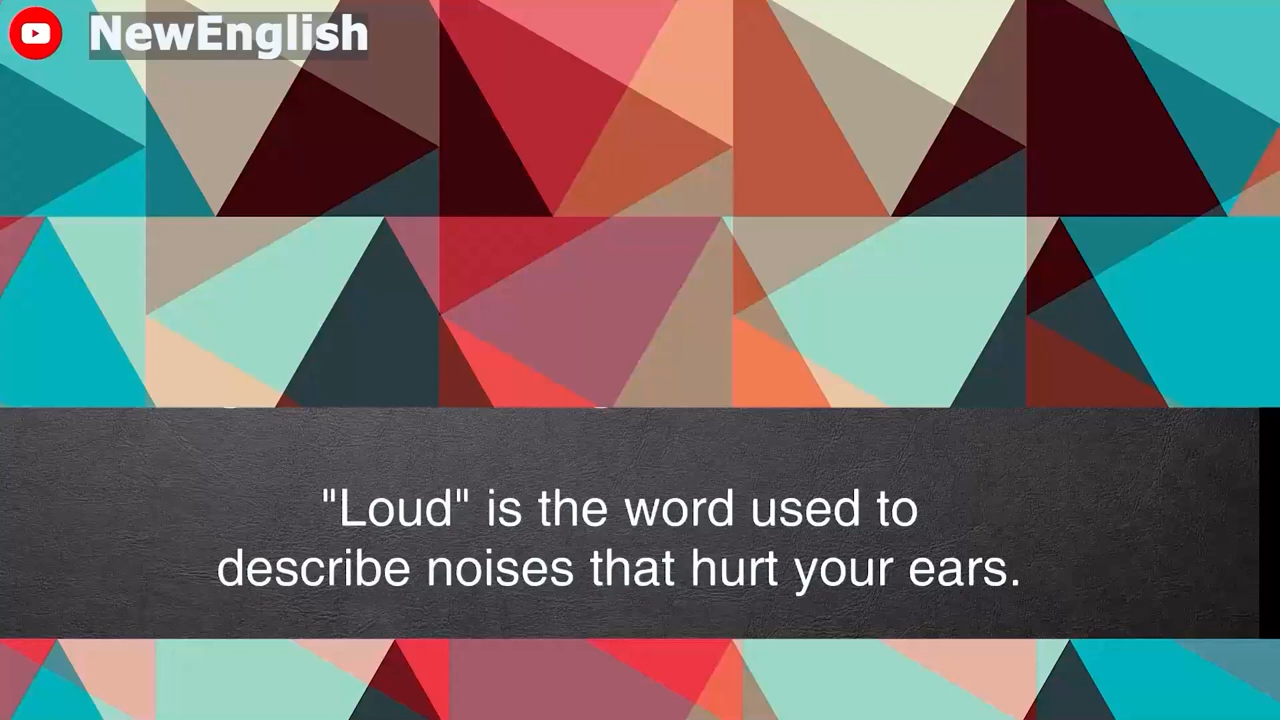 NewEnglish
"Loud" is the word used to
describe noises that hurt your ears.